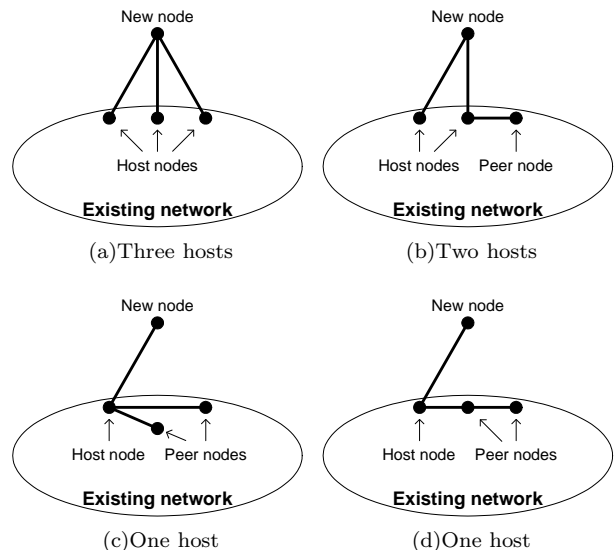 New node
Host nodes
Existing network
(a)Three hosts
New node
Host nodes
Peer node
Existing network
(b)Two hosts
New node
Host node
Peer nodes
Existing network
(c)One host
New node
Host node
Peer nodes
Existing network
(d)One host